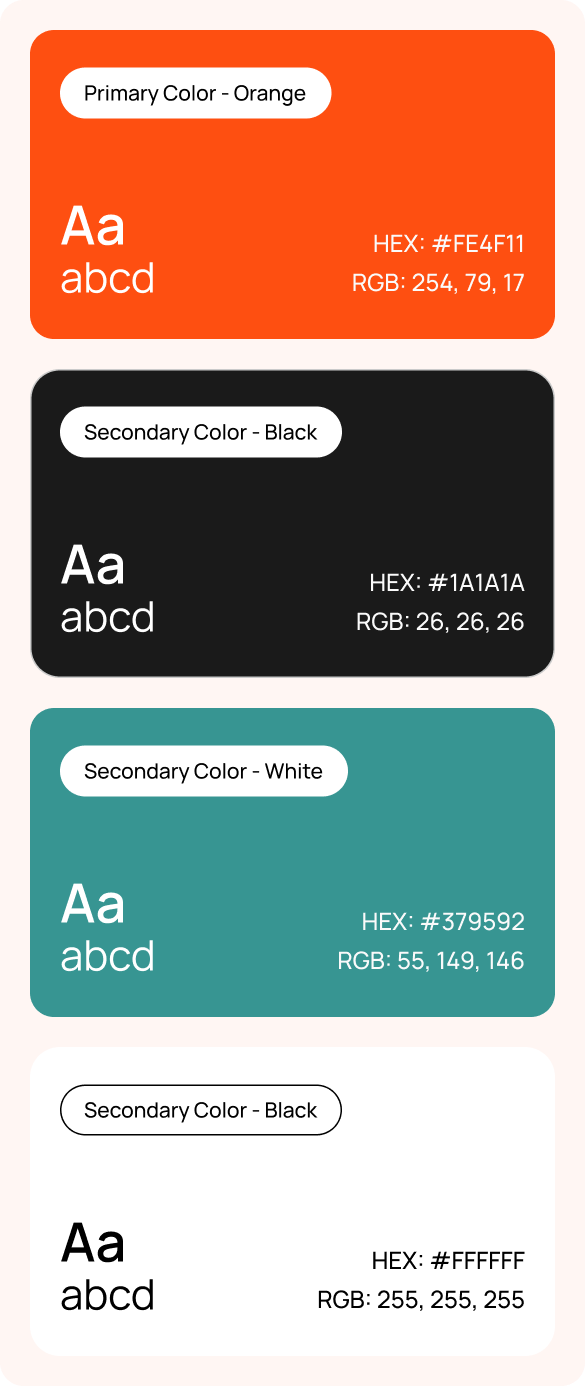 Primary Color - Orange
Aa
abcd
HEX: #FE4F11
RGB: 254, 79, 17
Secondary Color - Black
Aa
abcd
HEX: #1A1A1A
RGB: 26, 26, 26
Secondary Color - White
Aa
abcd
HEX: #379592
RGB: 55, 149, 146
Secondary Color - Black
Aa
abcd
HEX: #FFFFFF
RGB: 255, 255, 255